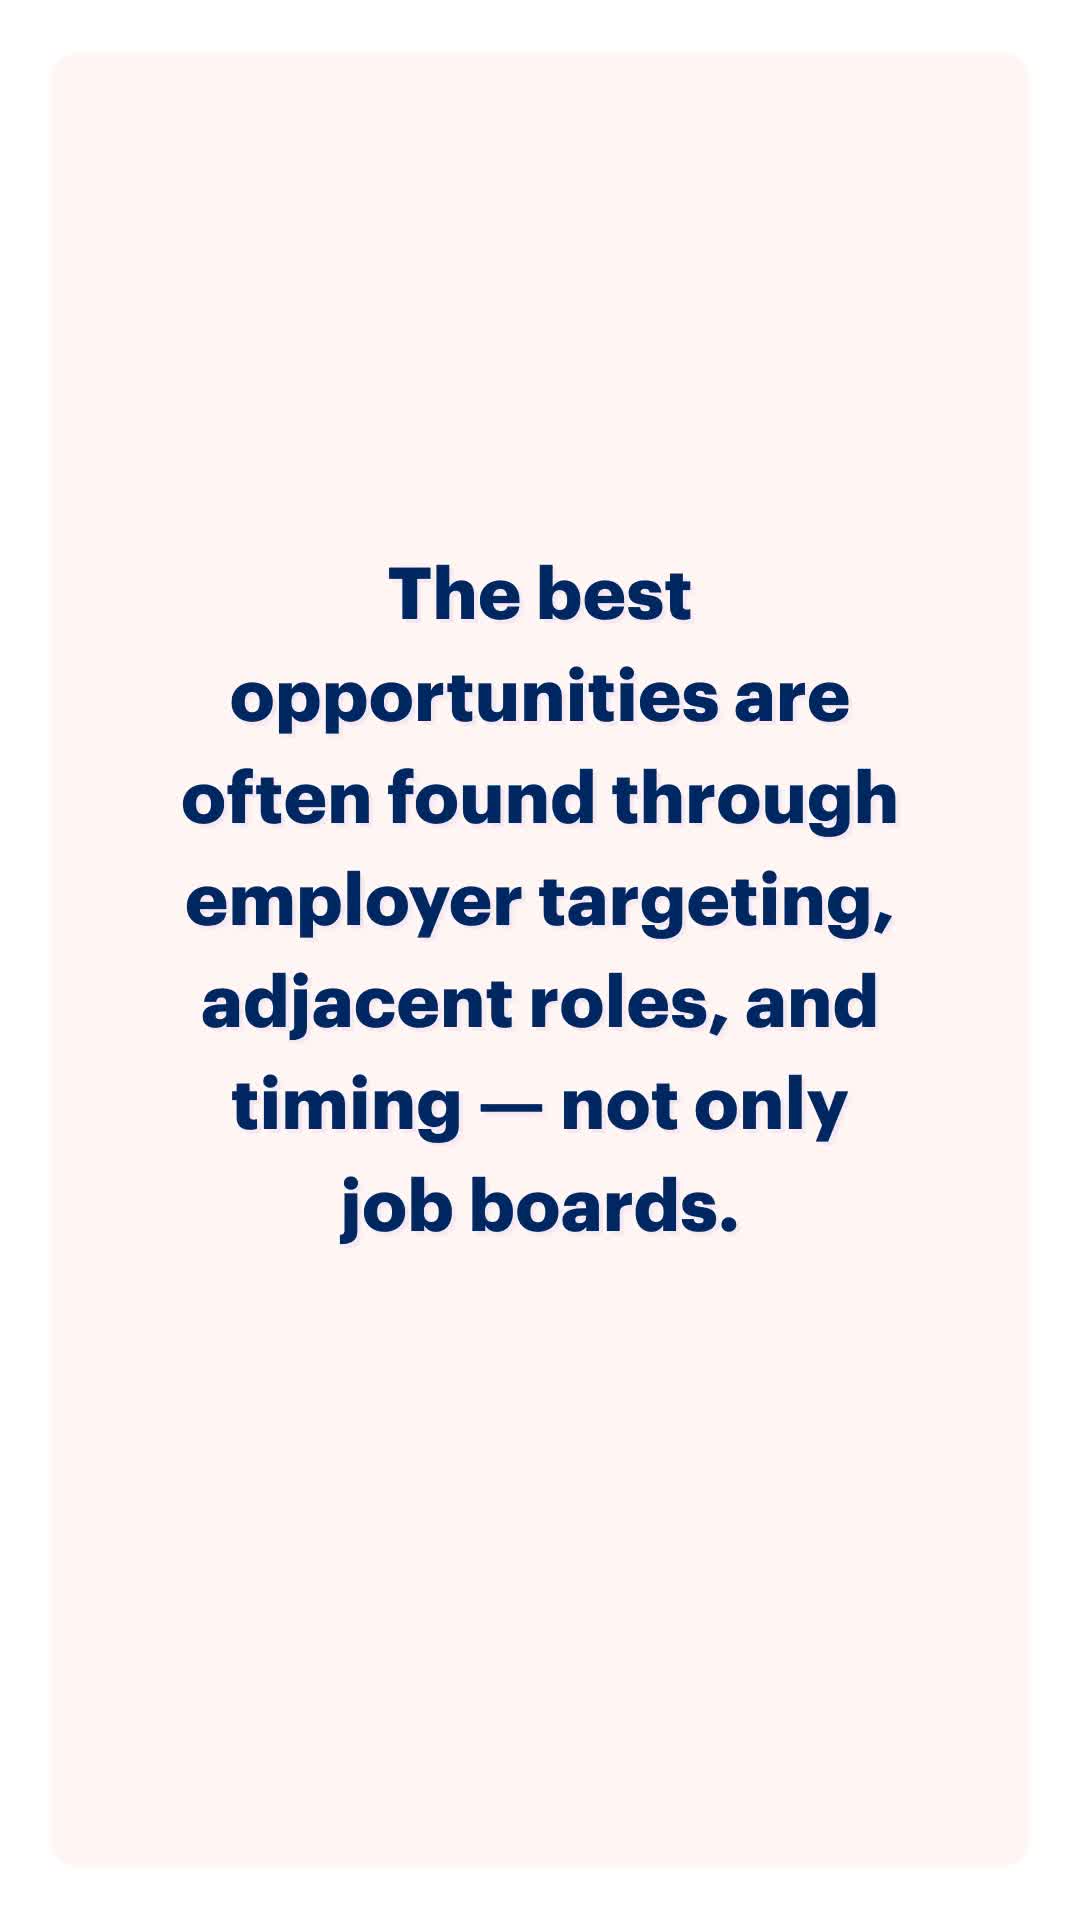 The best
opportunities are
often found through
employer targeting,
adjacent roles, and
timing — not only
job boards.